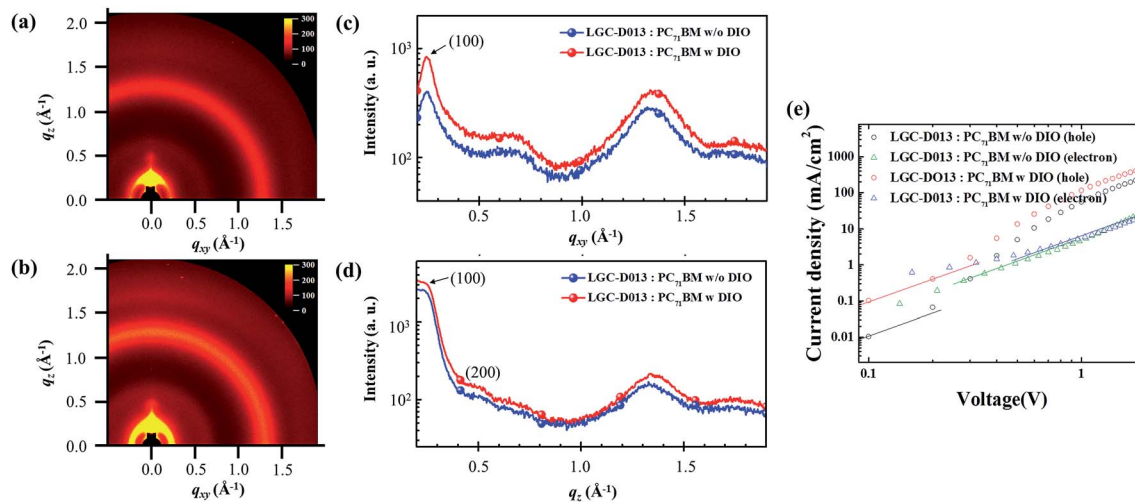 (a)
300
200
100
0
2.0
1.5
1.0
0.5
0.0
qz (Å-1)
0.0 0.5 1.0 1.5
qxy (Å-1)
(b)
300
200
100
0
2.0
1.5
1.0
0.5
0.0
qz (Å-1)
0.0 0.5 1.0 1.5
qxy (Å-1)
(c)
(100)
LGC-D013 : PC71BM w/o DIO
LGC-D013 : PC71BM w DIO
Intensity (a. u.)
10³
10²
0.5 1.0 1.5
qxy (Å-1)
(d)
(100)
(200)
LGC-D013 : PC71BM w/o DIO
LGC-D013 : PC71BM w DIO
Intensity (a. u.)
10³
10²
0.5 1.0 1.5
qz (Å-1)
(e)
LGC-D013 : PC71BM w/o DIO (hole)
LGC-D013 : PC71BM w/o DIO (electron)
LGC-DO13 : PC71BM w DIO (hole)
LGC-D013 : PC71BM w DIO (electron)
Current density (mA/cm2)
1000
100
10
1
0.1
0.01
0.1 1
Voltage(V)